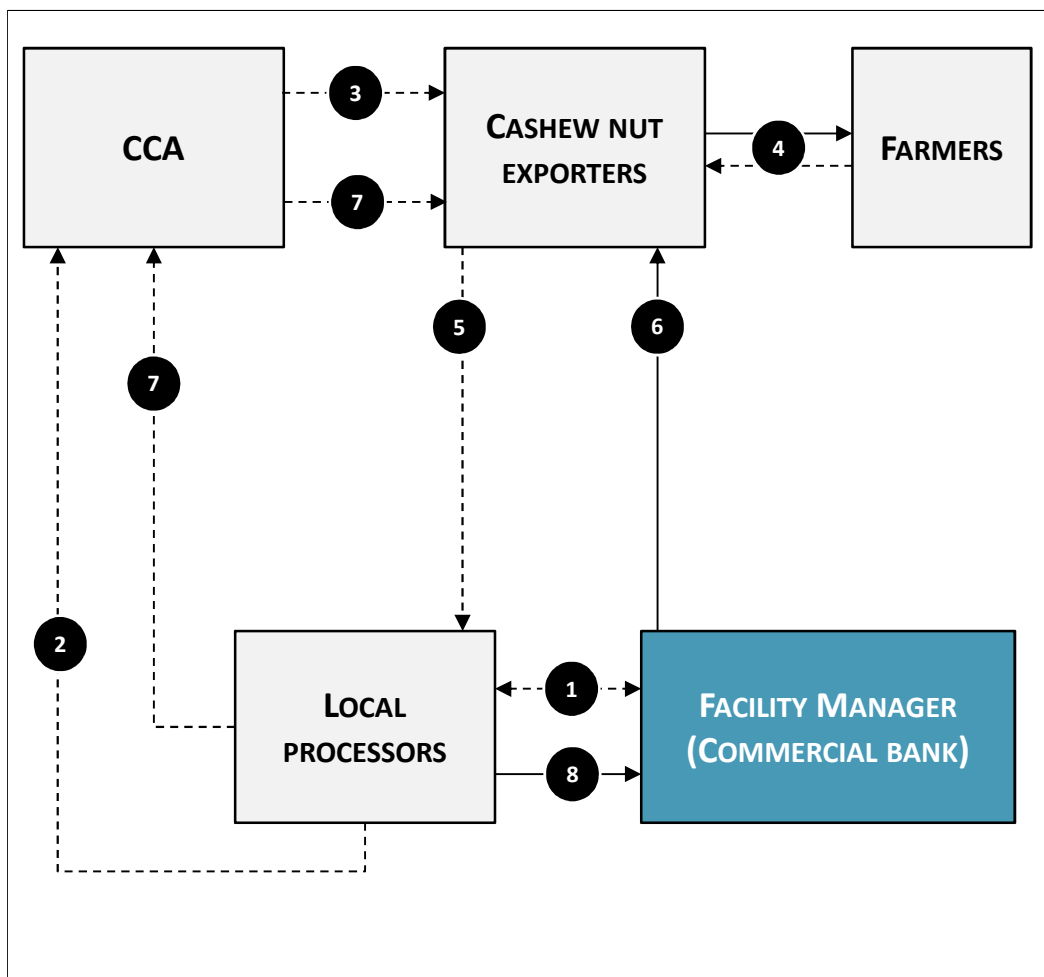 CCA
3
7
CASHEW NUT
EXPORTERS
4
FARMERS
5
6
7
2
LOCAL
PROCESSORS
1
8
FACILITY MANAGER
(COMMERCIAL BANK)